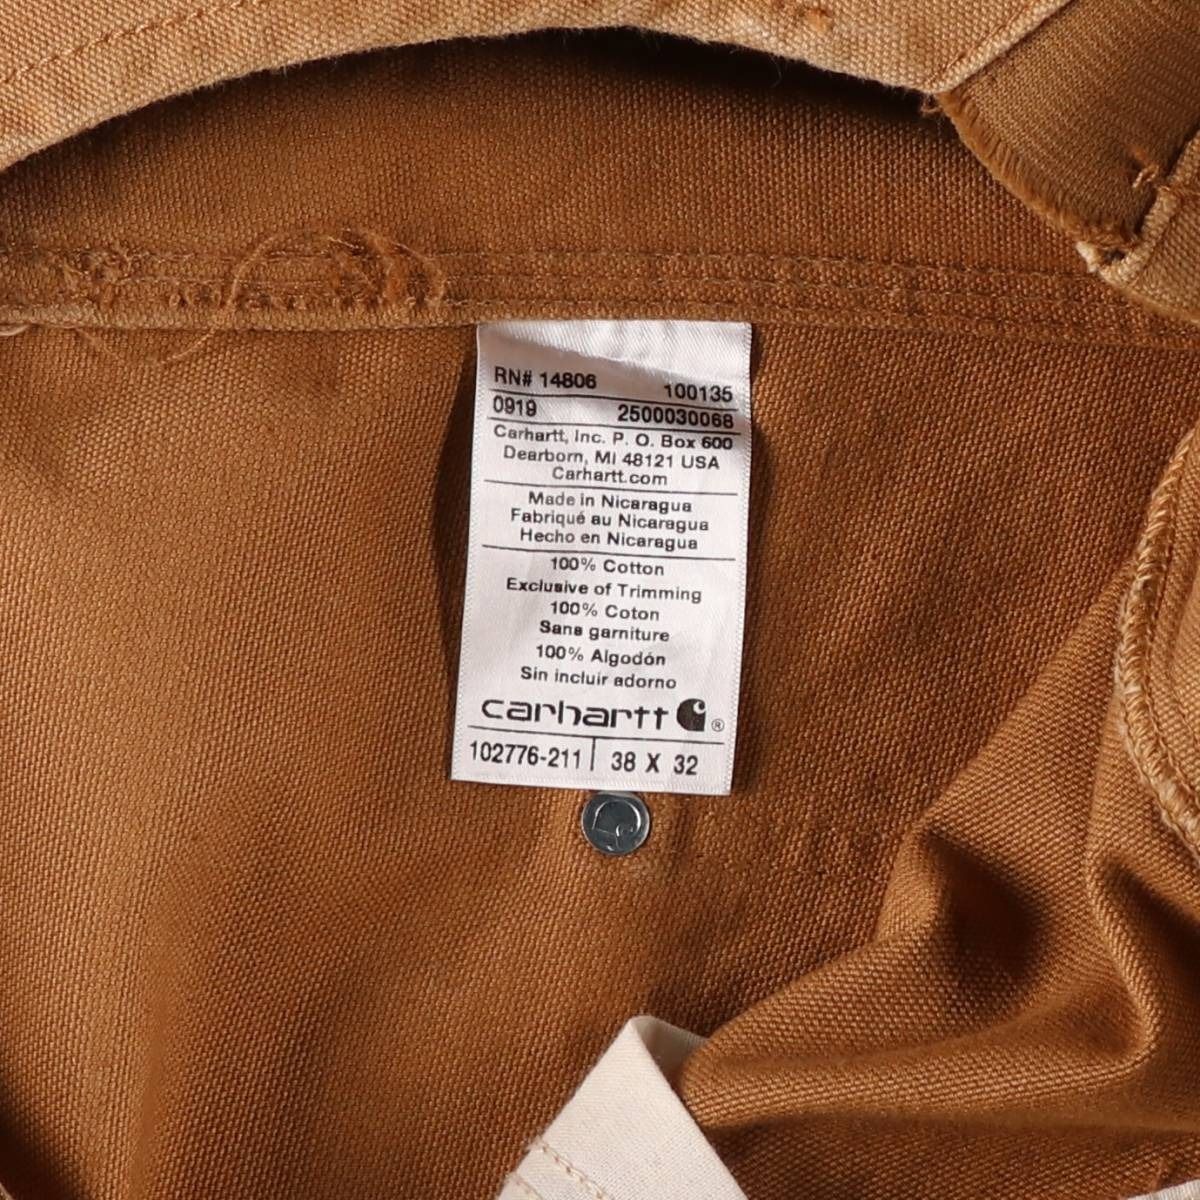 RN# 14806 100135
0919 2500030068
Carhartt, Inc. P. O. Box 600
Dearborn, MI 48121 USA
Carhartt.com
Made in Nicaragua
Fabriqué au Nicaragua
Hecho en Nicaragua
100% Cotton
Exclusive of Trimming
100% Coton
Sans garniture
100% Algodón
Sin incluir adorno
carhartt ®
102776-211 38 X 32